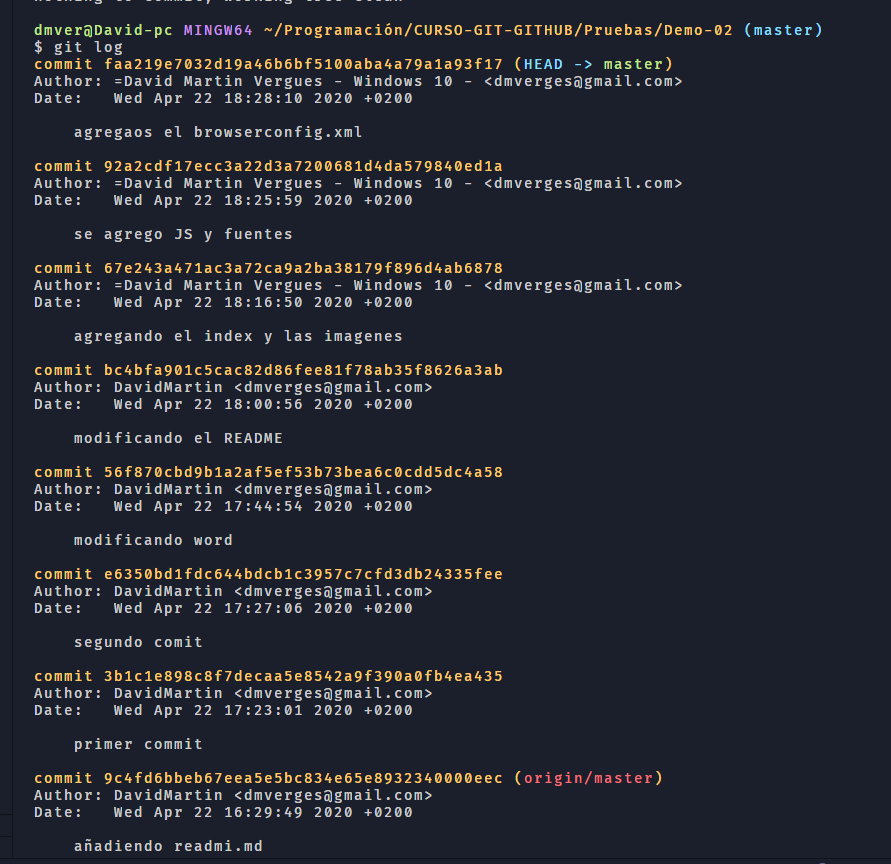 dmver@David-pc MINGW64 ~/Programación/CURSO-GIT-GITHUB/Pruebas/Demo-02 (master)
$ git log
commit faa219e7032d19a46b6bf5100aba4a79a1a93f17 (HEAD -> master)
Author: =David Martin Vergues - Windows 10 - <dmverges@gmail.com>
Date:   Wed Apr 22 18:28:10 2020 +0200
agregaos el browserconfig.xml
commit 92a2cdf17ecc3a22d3a7200681d4da579840ed1a
Author: =David Martin Vergues - Windows 10 - <dmverges@gmail.com>
Date:   Wed Apr 22 18:25:59 2020 +0200
se agrego JS y fuentes
commit 67e243a471ac3a72ca9a2ba38179f896d4ab6878
Author: =David Martin Vergues - Windows 10 - <dmverges@gmail.com>
Date:   Wed Apr 22 18:16:50 2020 +0200
agregando el index y las imagenes
commit bc4bfa901c5cac82d86fee81f78ab35f8626a3ab
Author: DavidMartin <dmverges@gmail.com>
Date:   Wed Apr 22 18:00:56 2020 +0200
modificando el README
commit 56f870cbd9b1a2af5ef53b73bea6c0cdd5dc4a58
Author: DavidMartin <dmverges@gmail.com>
Date:   Wed Apr 22 17:44:54 2020 +0200
modificando word
commit e6350bd1fdc644bdcb1c3957c7cfd3db24335fee
Author: DavidMartin <dmverges@gmail.com>
Date:   Wed Apr 22 17:27:06 2020 +0200
segundo comit
commit 3b1c1e898c8f7decaa5e8542a9f390a0fb4ea435
Author: DavidMartin <dmverges@gmail.com>
Date:   Wed Apr 22 17:23:01 2020 +0200
primer commit
commit 9c4fd6bbeb67eea5e5bc834e65e8932340000eec (origin/master)
Author: DavidMartin <dmverges@gmail.com>
Date:   Wed Apr 22 16:29:49 2020 +0200
añadiendo readmi.md